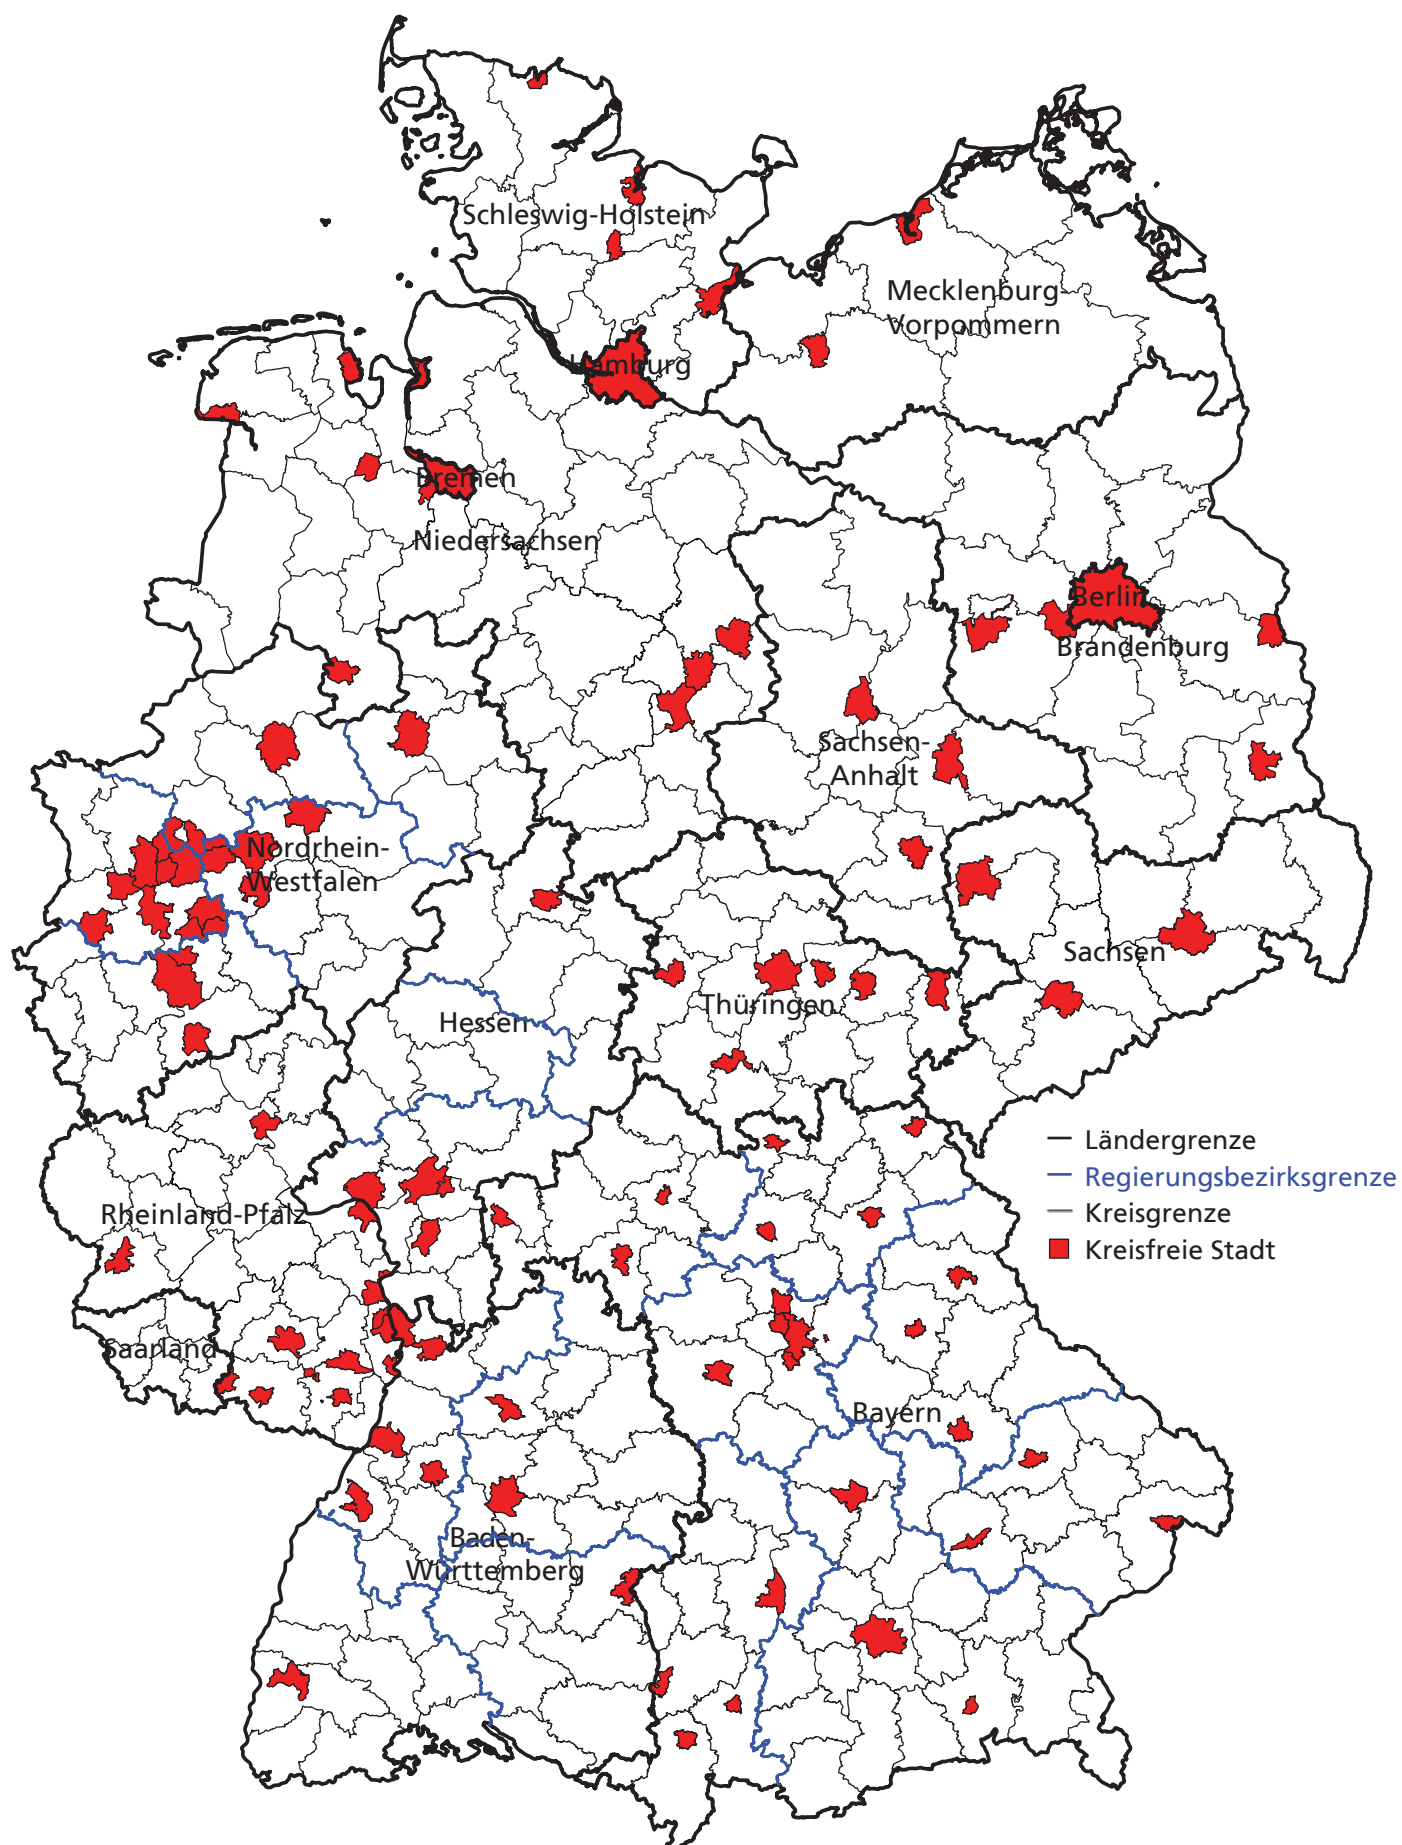 Schleswig-Holstein
Mecklenburg-
Vorpommern
Hamburg
Bremen
Niedersachsen
Berlin
Brandenburg
Sachsen-
Anhalt
Nordrhein-
Westfalen
Sachsen
Thüringen
Hessen
Ländergrenze
Regierungsbezirksgrenze
Kreisgrenze
Kreisfreie Stadt
Rheinland-Pfalz
Saarland
Bayern
Baden-
Württemberg